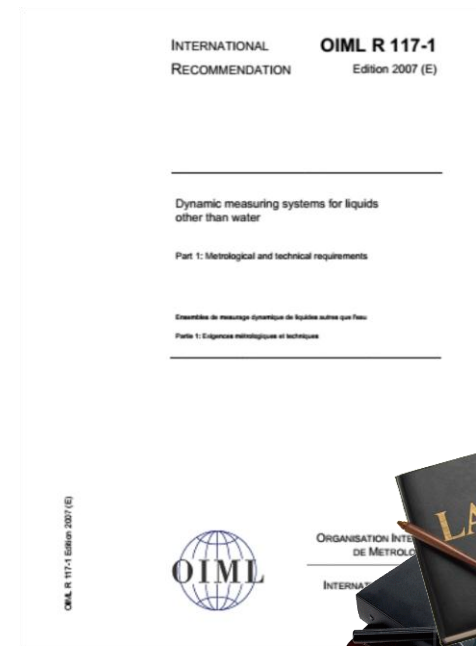 INTERNATIONAL
RECOMMENDATION
OIML R 117-1
Edition 2007 (E)
Dynamic measuring systems for liquids
other than water
Part 1: Metrological and technical requirements
Ensembles de mesurage dynamique de liquides autres que l'eau
Partie 1: Exigences métrologiques et techniques
OIML R 117-1 Edition 2007 (E)
OIML
ORGANISATION INTE
DE METROLO
INTERNAT
LA